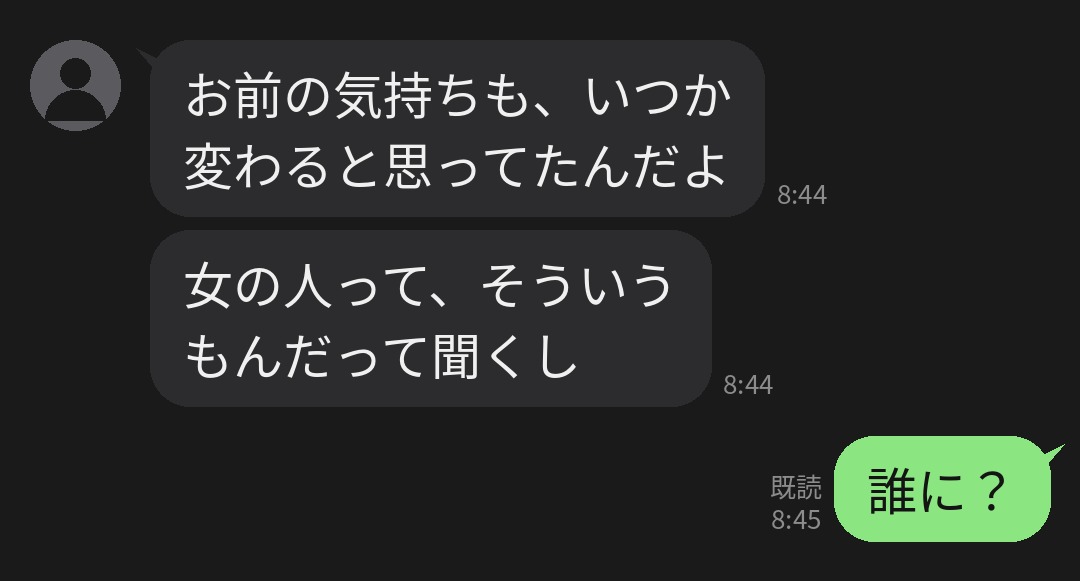 お前の気持ちも、いつか
変わると思ってたんだよ
8:44
女の人って、そういう
もんだって聞くし
8:44
誰に？
既読
8:45